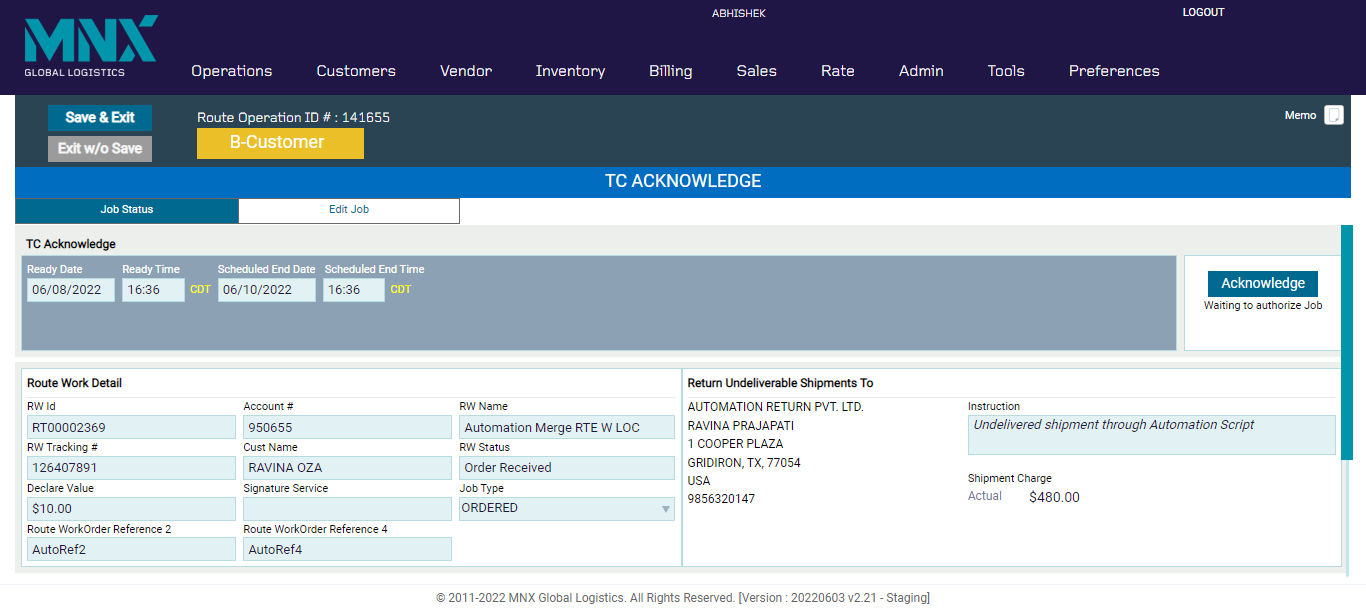 ABHISHEK
LOGOUT
MNX
GLOBAL LOGISTICS
Operations Customers Vendor Inventory Billing Sales Rate Admin Tools Preferences
Save & Exit
Route Operation ID # : 141655
Memo
Exit w/o Save
B-Customer
TC ACKNOWLEDGE
Job Status Edit Job
TC Acknowledge
Ready Date Ready Time Scheduled End Date Scheduled End Time
06/08/2022 16:36 CDT 06/10/2022 16:36 CDT
Acknowledge
Waiting to authorize Job
Route Work Detail
RW Id Account # RW Name
RT00002369 950655 Automation Merge RTE W LOC
RW Tracking # Cust Name RW Status
126407891 RAVINA OZA Order Received
Declare Value Signature Service Job Type
$10.00 ORDERED
Route WorkOrder Reference 2 Route WorkOrder Reference 4
AutoRef2 AutoRef4
Return Undeliverable Shipments To
AUTOMATION RETURN PVT. LTD.
RAVINA PRAJAPATI
1 COOPER PLAZA
GRIDIRON, TX, 77054
USA
9856320147
Instruction
Undelivered shipment through Automation Script
Shipment Charge
Actual $480.00
© 2011-2022 MNX Global Logistics. All Rights Reserved. [Version : 20220603 v2.21 - Staging]